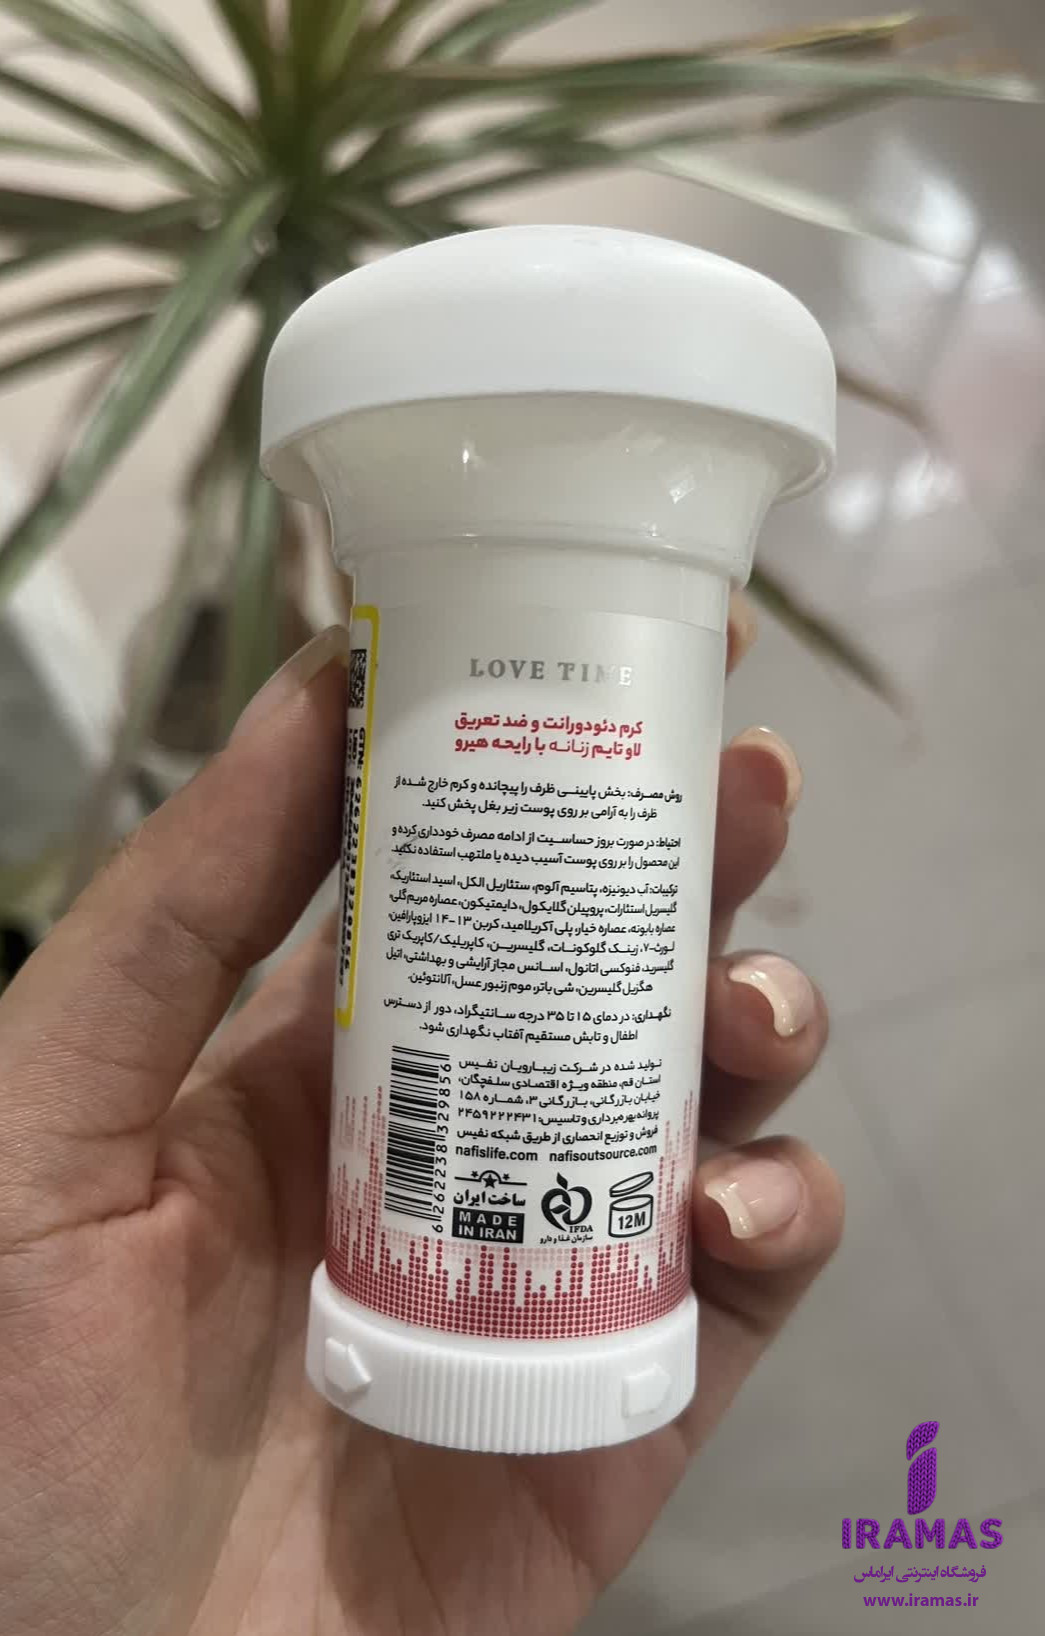 LOVE TIME
کرم دئودورانت و ضد تعریق
لاو تایم زنانه با رایحه هیرو
روش مصرف: بخش پایینی ظرف را پیچانده و کرم خارج شده از
ظرف را به آرامی بر روی پوست زیر بغل پخش کنید.
احتیاط: در صورت بروز حساسیت از ادامه مصرف خودداری کرده و
این محصول را بر روی پوست آسیب دیده یا ملتهب استفاده نکنید.
ترکیبات: آب دیونیزه، پتاسیم آلوم، ستئاریل الکل، اسید استئاریک،
گلیسریل استئارات، پروپیلن گلایکول، دایمتیکون، عصاره مریم گلی،
عصاره بابونه، عصاره خیار، پلی آکریلامید، کربن ۱۳-۱۴ ایزوپارافین،
لورث-۷، زینک گلوکونات، گلیسرین، کاپریلیک/کاپریک تری
گلیسرید، فنوکسی اتانول، اسانس مجاز آرایشی و بهداشتی، اتیل
هگزیل گلیسرین، شی باتر، موم زنبور عسل، آلانتوئین.
نگهداری: در دمای ۱۵ تا ۳۵ درجه سانتیگراد، دور از دسترس
اطفال و تابش مستقیم آفتاب نگهداری شود.
تولید شده در شرکت زیبارویان نفیس
استان قم، منطقه ویژه اقتصادی سلفچگان،
خیابان بازرگانی، بازرگانی ۳، شماره ۱۵۸
پروانه بهره برداری و تاسیس: ۲۴۵۹۲۲۲۴۳۱
فروش و توزیع انحصاری از طریق شبکه نفیس
nafislife.com nafisoutsource.com
6262238329856
ساخت ایران
MADE
IN IRAN
IFDA
سازمان غذا و دارو
12M
IRAMAS
فروشگاه اینترنتی ایراماس
www.iramas.ir